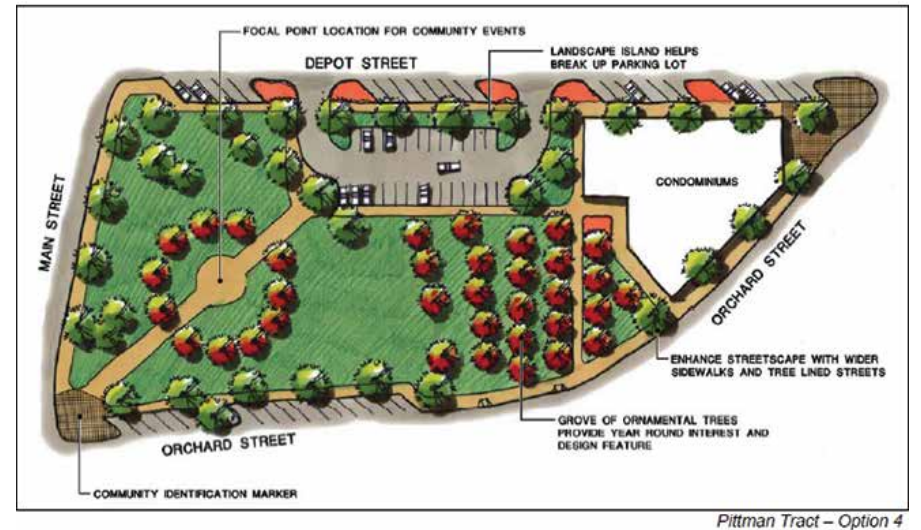 FOCAL POINT LOCATION FOR COMMUNITY EVENTS
DEPOT STREET
LANDSCAPE ISLAND HELPS
BREAK UP PARKING LOT
MAIN STREET
CONDOMINIUMS
ORCHARD STREET
ENHANCE STREETSCAPE WITH WIDER
SIDEWALKS AND TREE LINED STREETS
GROVE OF ORNAMENTAL TREES
PROVIDE YEAR ROUND INTEREST AND
DESIGN FEATURE
ORCHARD STREET
COMMUNITY IDENTIFICATION MARKER
Pittman Tract – Option 4